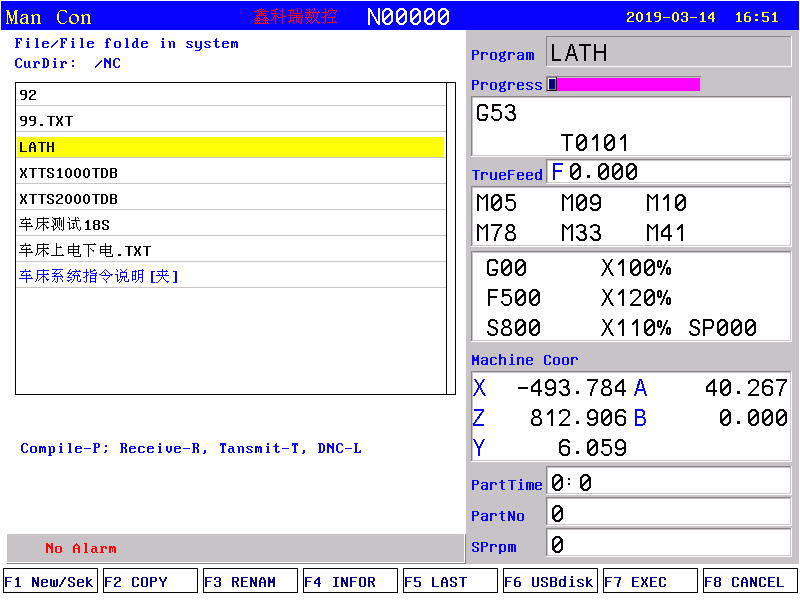 Man Con 鑫科瑞数控 N00000 2019-03-14 16:51
File/File folde in system
CurDir: /NC
92
99.TXT
LATH
XTTS1000TDB
XTTS2000TDB
车床测试18S
车床上电下电.TXT
车床系统指令说明[夹]
Compile-P; Receive-R, Tansmit-T, DNC-L
No Alarm
Program LATH
Progress
G53
T0101
TrueFeed F0.000
M05 M09 M10
M78 M33 M41
G00 X100%
F500 X120%
S800 X110% SP000
Machine Coor
X -493.784 A 40.267
Z 812.906 B 0.000
Y 6.059
PartTime 0:0
PartNo 0
SPrpm 0
F1 New/Sek F2 COPY F3 RENAM F4 INFOR F5 LAST F6 USBdisk F7 EXEC F8 CANCEL